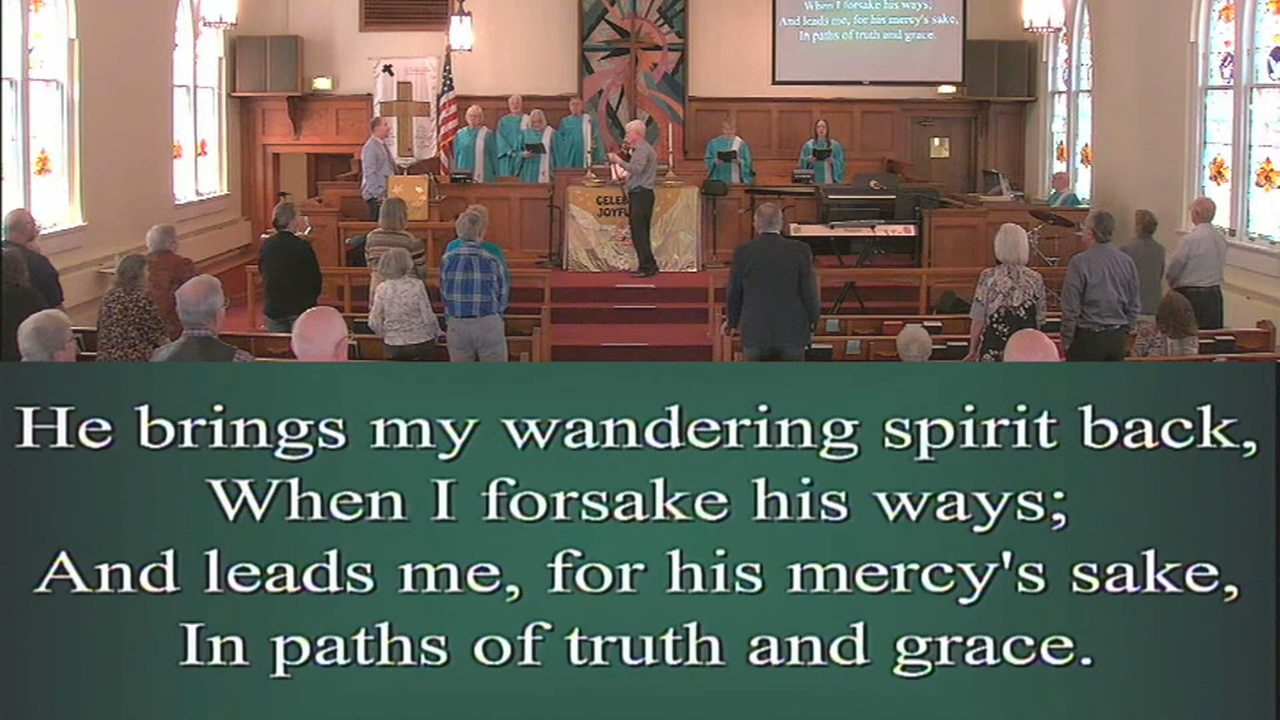 When I forsake his ways;
And leads me, for his mercy's sake,
In paths of truth and grace.
CELEB
JOYFU
He brings my wandering spirit back,
When I forsake his ways;
And leads me, for his mercy's sake,
In paths of truth and grace.